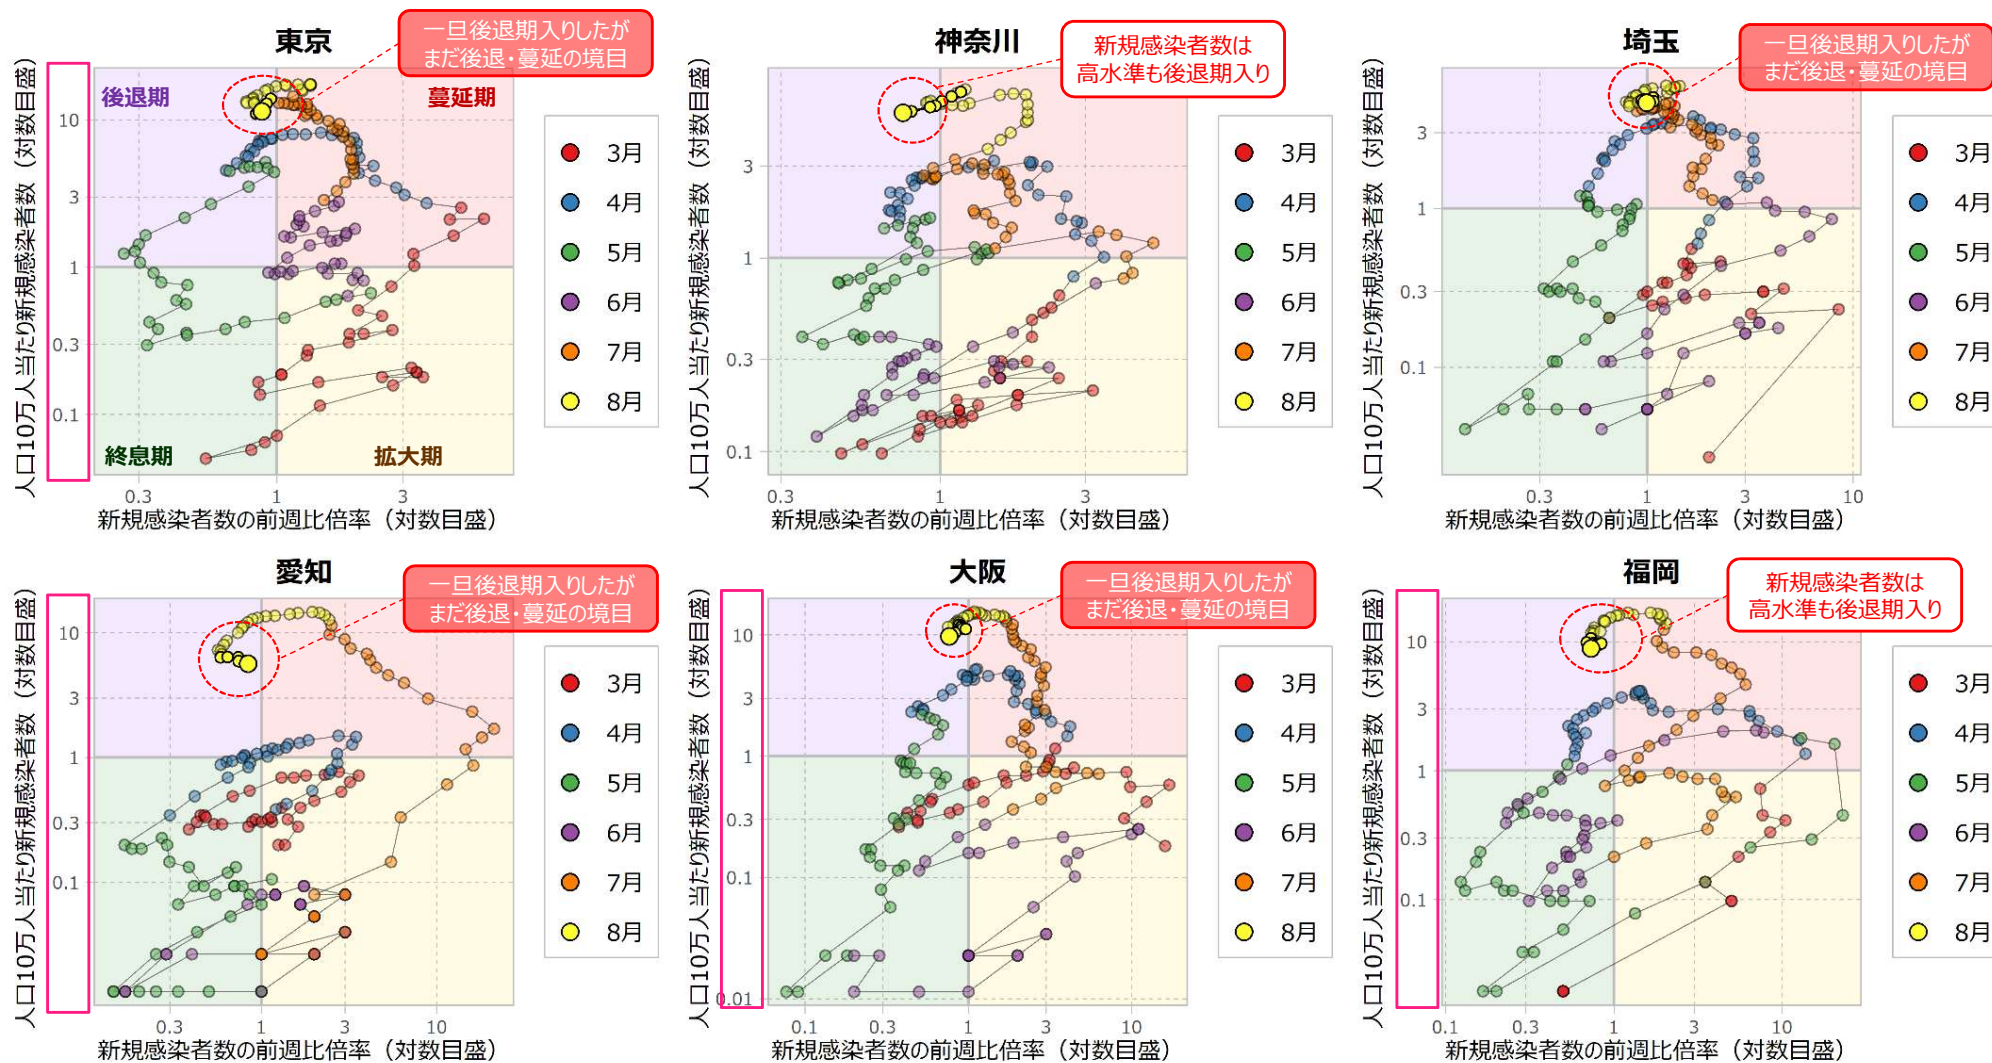 東京
一旦後退期入りしたが
まだ後退・蔓延の境目
後退期
蔓延期
終息期
拡大期
人口10万人当たり新規感染者数（対数目盛）
10
3
1
0.3
0.1
0.3
1
3
新規感染者数の前週比倍率（対数目盛）
3月
4月
5月
6月
7月
8月
神奈川
新規感染者数は
高水準も後退期入り
人口10万人当たり新規感染者数（対数目盛）
3
1
0.3
0.1
0.3
1
3
新規感染者数の前週比倍率（対数目盛）
3月
4月
5月
6月
7月
8月
埼玉
一旦後退期入りしたが
まだ後退・蔓延の境目
人口10万人当たり新規感染者数（対数目盛）
3
1
0.3
0.1
0.3
1
3
10
新規感染者数の前週比倍率（対数目盛）
3月
4月
5月
6月
7月
8月
愛知
一旦後退期入りしたが
まだ後退・蔓延の境目
人口10万人当たり新規感染者数（対数目盛）
10
3
1
0.3
0.1
0.3
1
3
10
新規感染者数の前週比倍率（対数目盛）
3月
4月
5月
6月
7月
8月
大阪
一旦後退期入りしたが
まだ後退・蔓延の境目
人口10万人当たり新規感染者数（対数目盛）
10
3
1
0.3
0.1
0.01
0.1
0.3
1
3
10
新規感染者数の前週比倍率（対数目盛）
3月
4月
5月
6月
7月
8月
福岡
新規感染者数は
高水準も後退期入り
人口10万人当たり新規感染者数（対数目盛）
10
3
1
0.3
0.1
0.1
0.3
1
3
10
新規感染者数の前週比倍率（対数目盛）
3月
4月
5月
6月
7月
8月